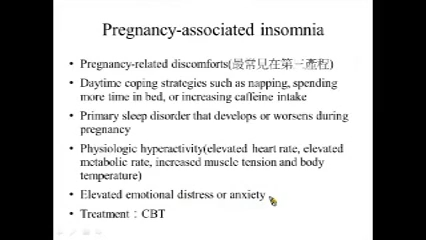 Pregnancy-associated insomnia
• Pregnancy-related discomforts(最常見在第三產程)
• Daytime coping strategies such as napping, spending
more time in bed, or increasing caffeine intake
• Primary sleep disorder that develops or worsens during
pregnancy
• Physiologic hyperactivity(elevated heart rate, elevated
metabolic rate, increased muscle tension and body
temperature)
• Elevated emotional distress or anxiety
• Treatment：CBT